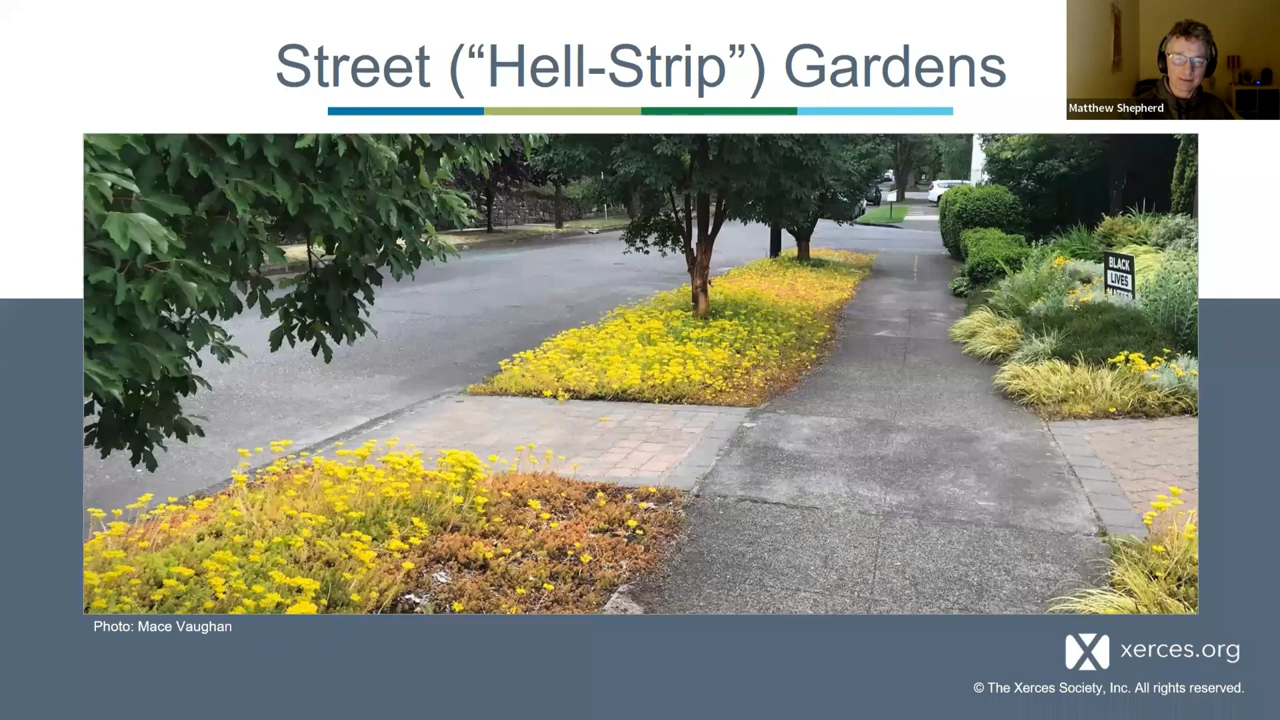 Street (“Hell-Strip”) Gardens
Matthew Shepherd
BLACK
LIVES
MATTER
Photo: Mace Vaughan
xerces.org
© The Xerces Society, Inc. All rights reserved.